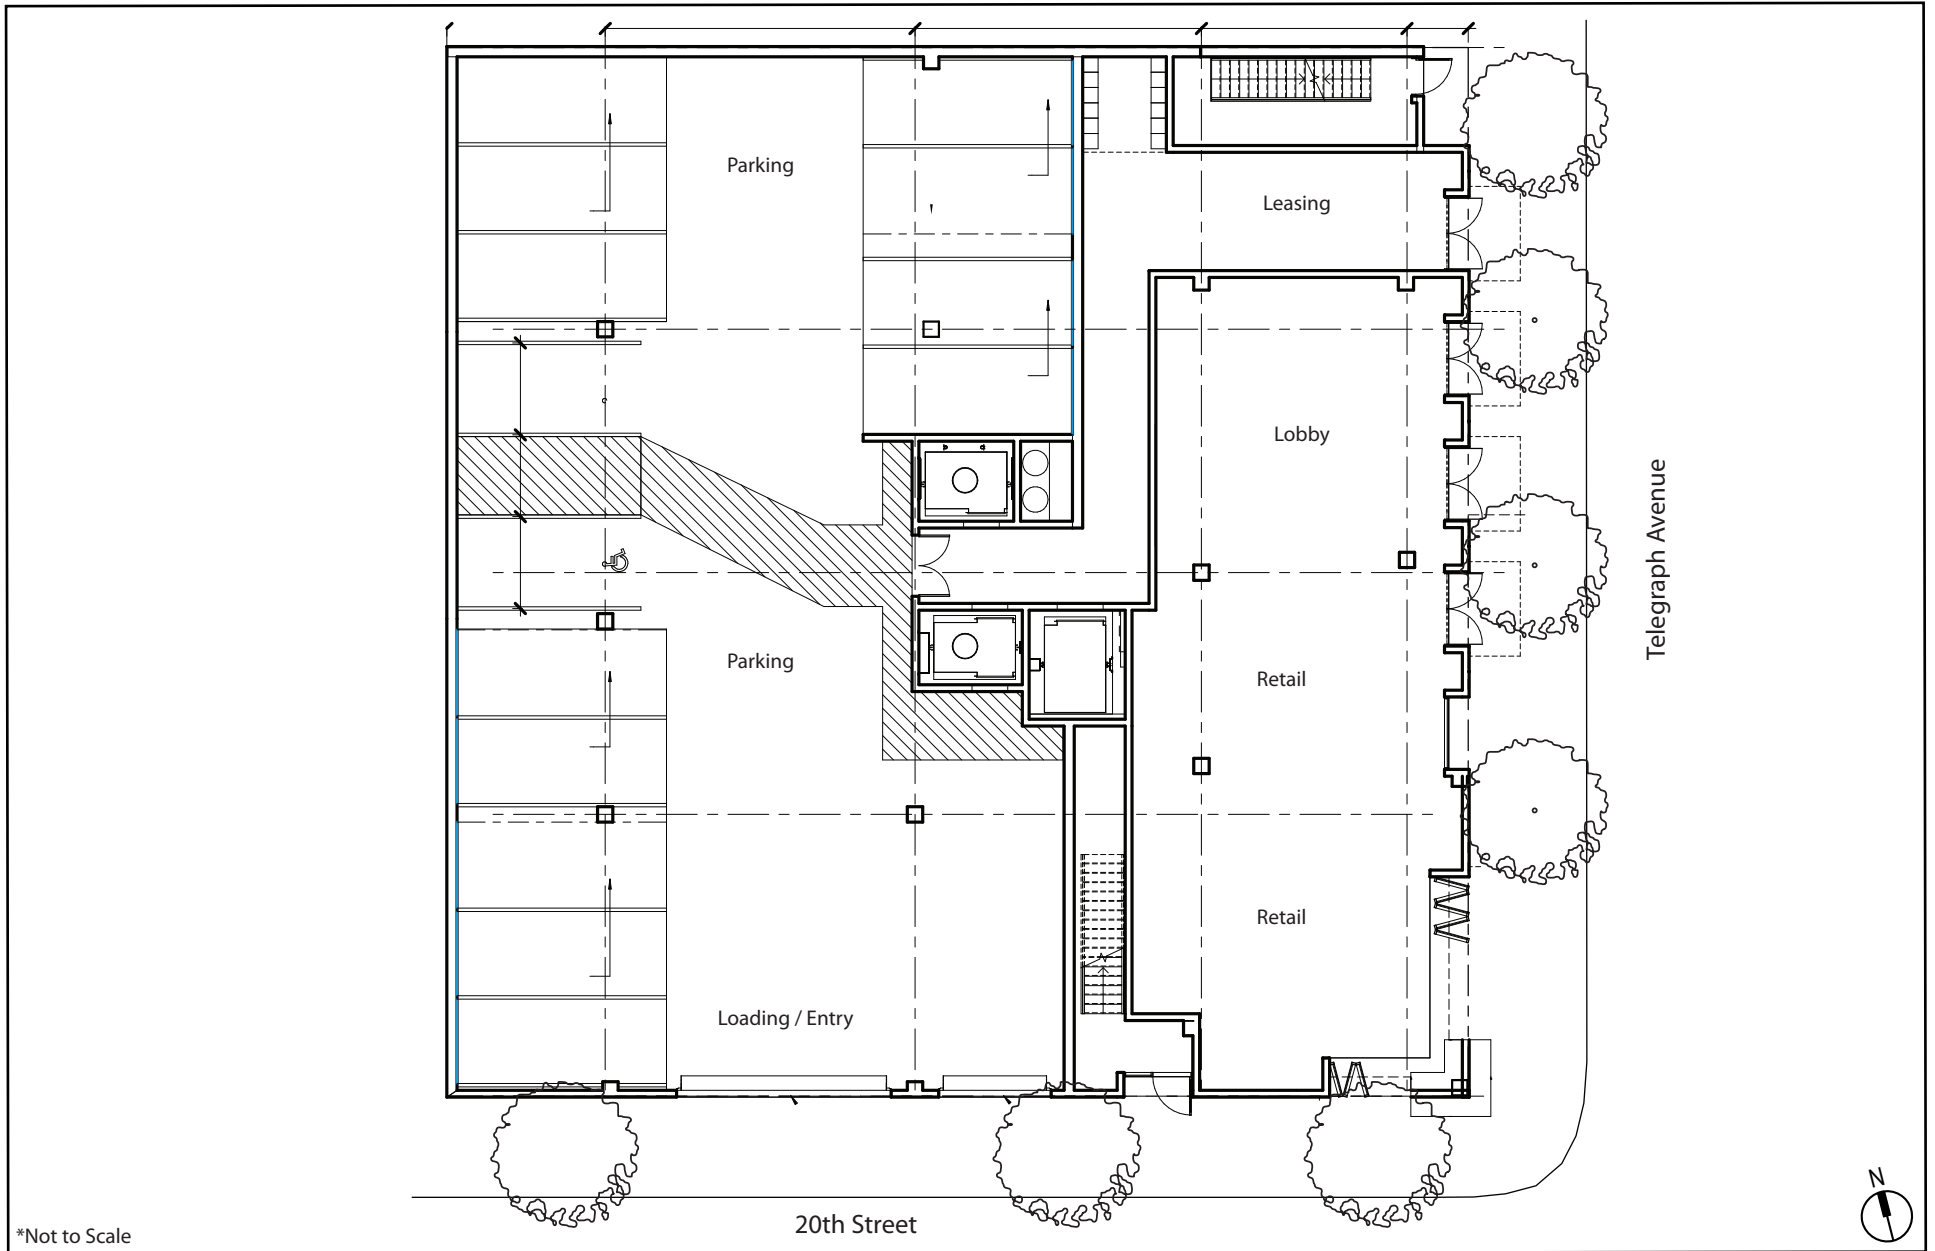 Parking
Leasing
Lobby
Telegraph Avenue
Parking
Retail
Retail
Loading / Entry
N
20th Street
*Not to Scale